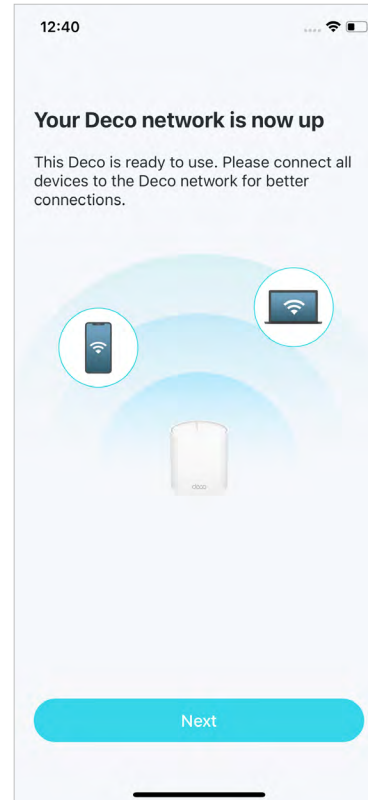 12:40
Your Deco network is now up
This Deco is ready to use. Please connect all
devices to the Deco network for better
connections.
deco
Next